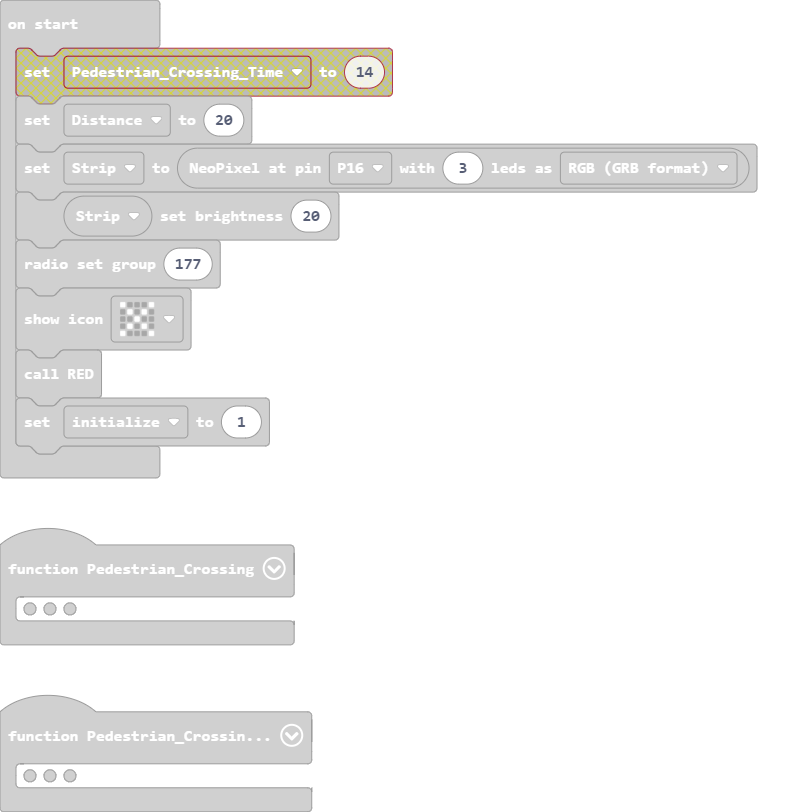 on start
set Pedestrian_Crossing_Time to 14
set Distance to 20
set Strip to NeoPixel at pin P16 with 3 leds as RGB (GRB format)
Strip set brightness 20
radio set group 177
show icon
call RED
set initialize to 1
function Pedestrian_Crossing
function Pedestrian_Crossin...